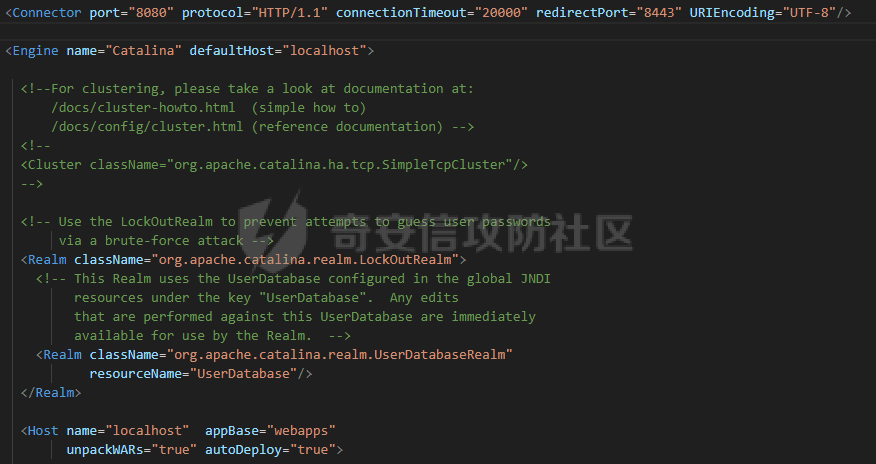 <Connector port="8080" protocol="HTTP/1.1" connectionTimeout="20000" redirectPort="8443" URIEncoding="UTF-8"/>
<Engine name="Catalina" defaultHost="localhost">
<!--For clustering, please take a look at documentation at:
/docs/cluster-howto.html  (simple how to)
/docs/config/cluster.html (reference documentation) -->
<!--
<Cluster className="org.apache.catalina.ha.tcp.SimpleTcpCluster"/>
-->
<!-- Use the LockOutRealm to prevent attempts to guess user passwords
via a brute-force attack -->
奇安信攻防社区
<Realm className="org.apache.catalina.realm.LockOutRealm">
<!-- This Realm uses the UserDatabase configured in the global JNDI
resources under the key "UserDatabase".  Any edits
that are performed against this UserDatabase are immediately
available for use by the Realm.  -->
<Realm className="org.apache.catalina.realm.UserDatabaseRealm"
resourceName="UserDatabase"/>
</Realm>
<Host name="localhost"  appBase="webapps"
unpackWARs="true" autoDeploy="true">